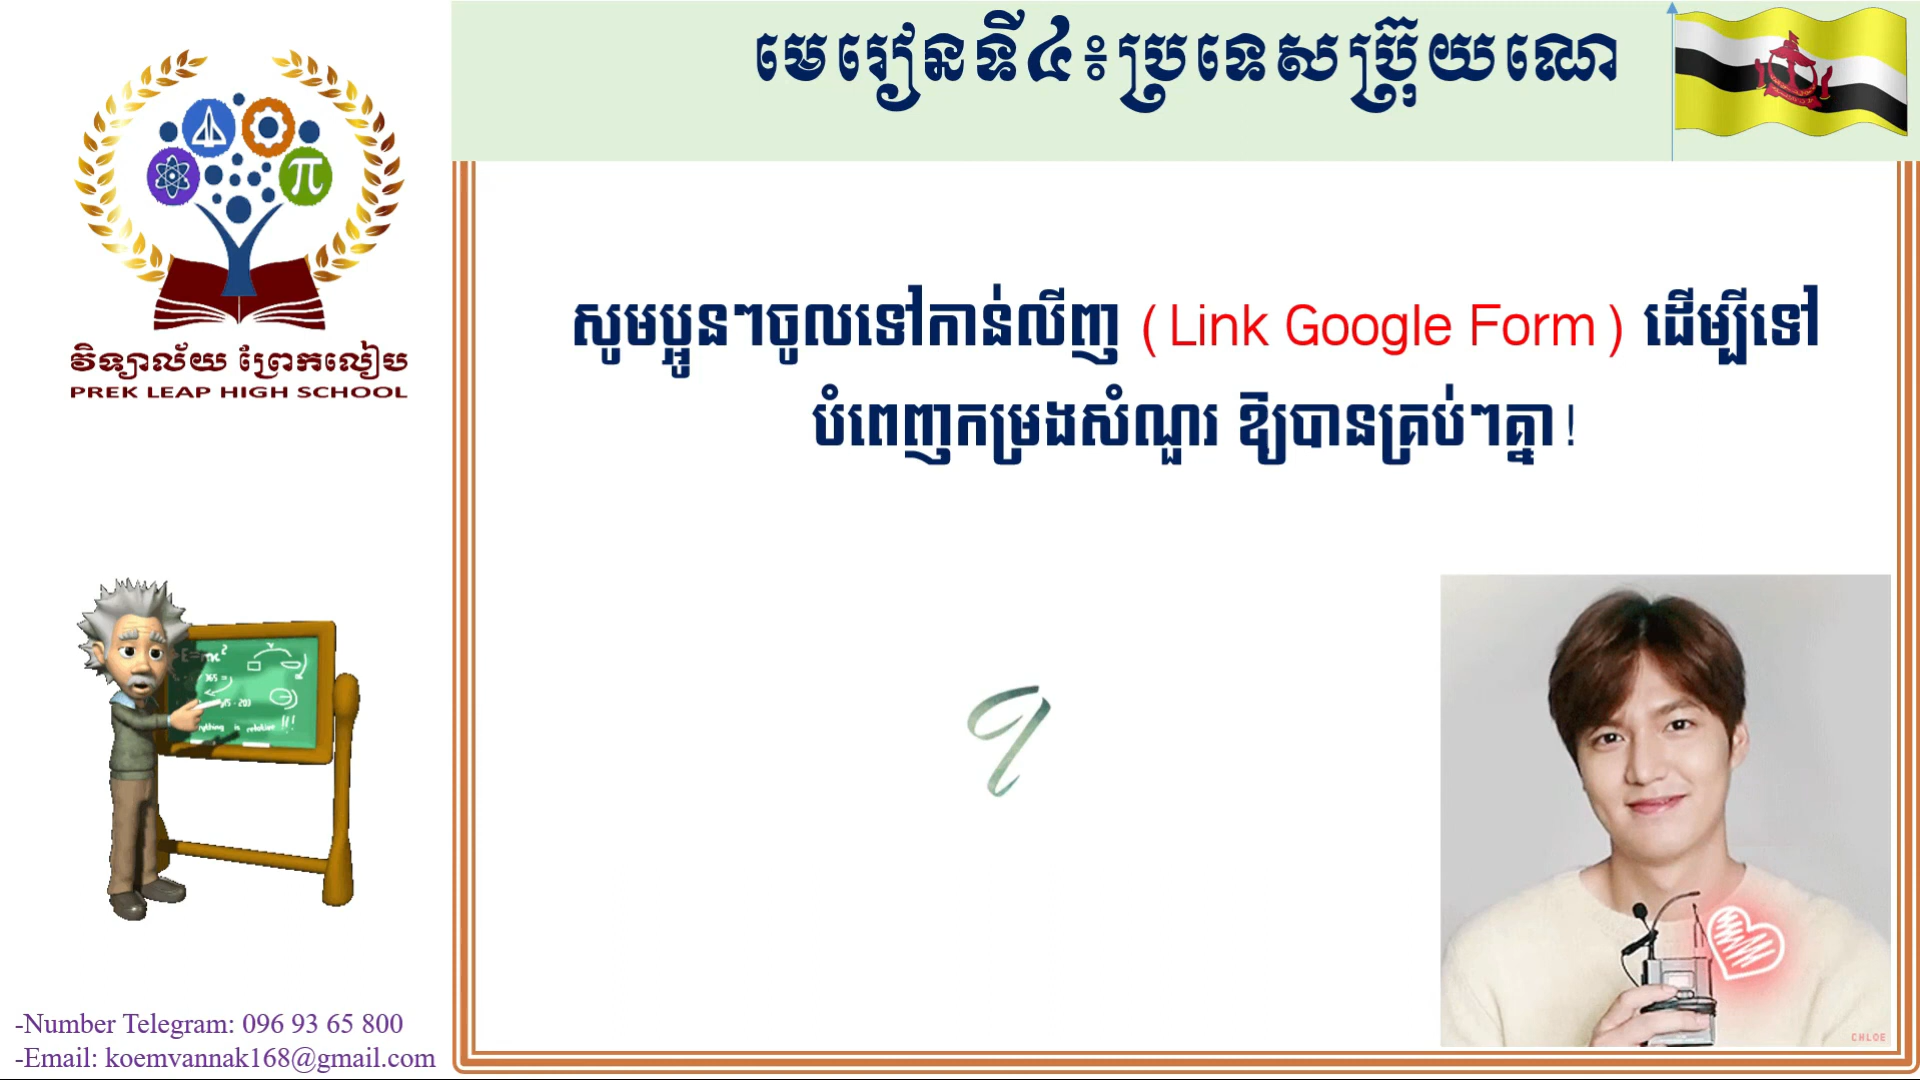 មេរៀនទី៤៖ប្រទេសប្រ៊ុយណេ
វិទ្យាល័យ ព្រែកលៀប
PREK LEAP HIGH SCHOOL
សូមប្អូនៗចូលទៅកាន់លីញ ( Link Google Form ) ដើម្បីទៅ
បំពេញកម្រងសំណួរ ឱ្យបានគ្រប់ៗគ្នា!
E=mc²
365 =
-Number Telegram: 096 93 65 800
-Email: koemvannak168@gmail.com
CHLOE